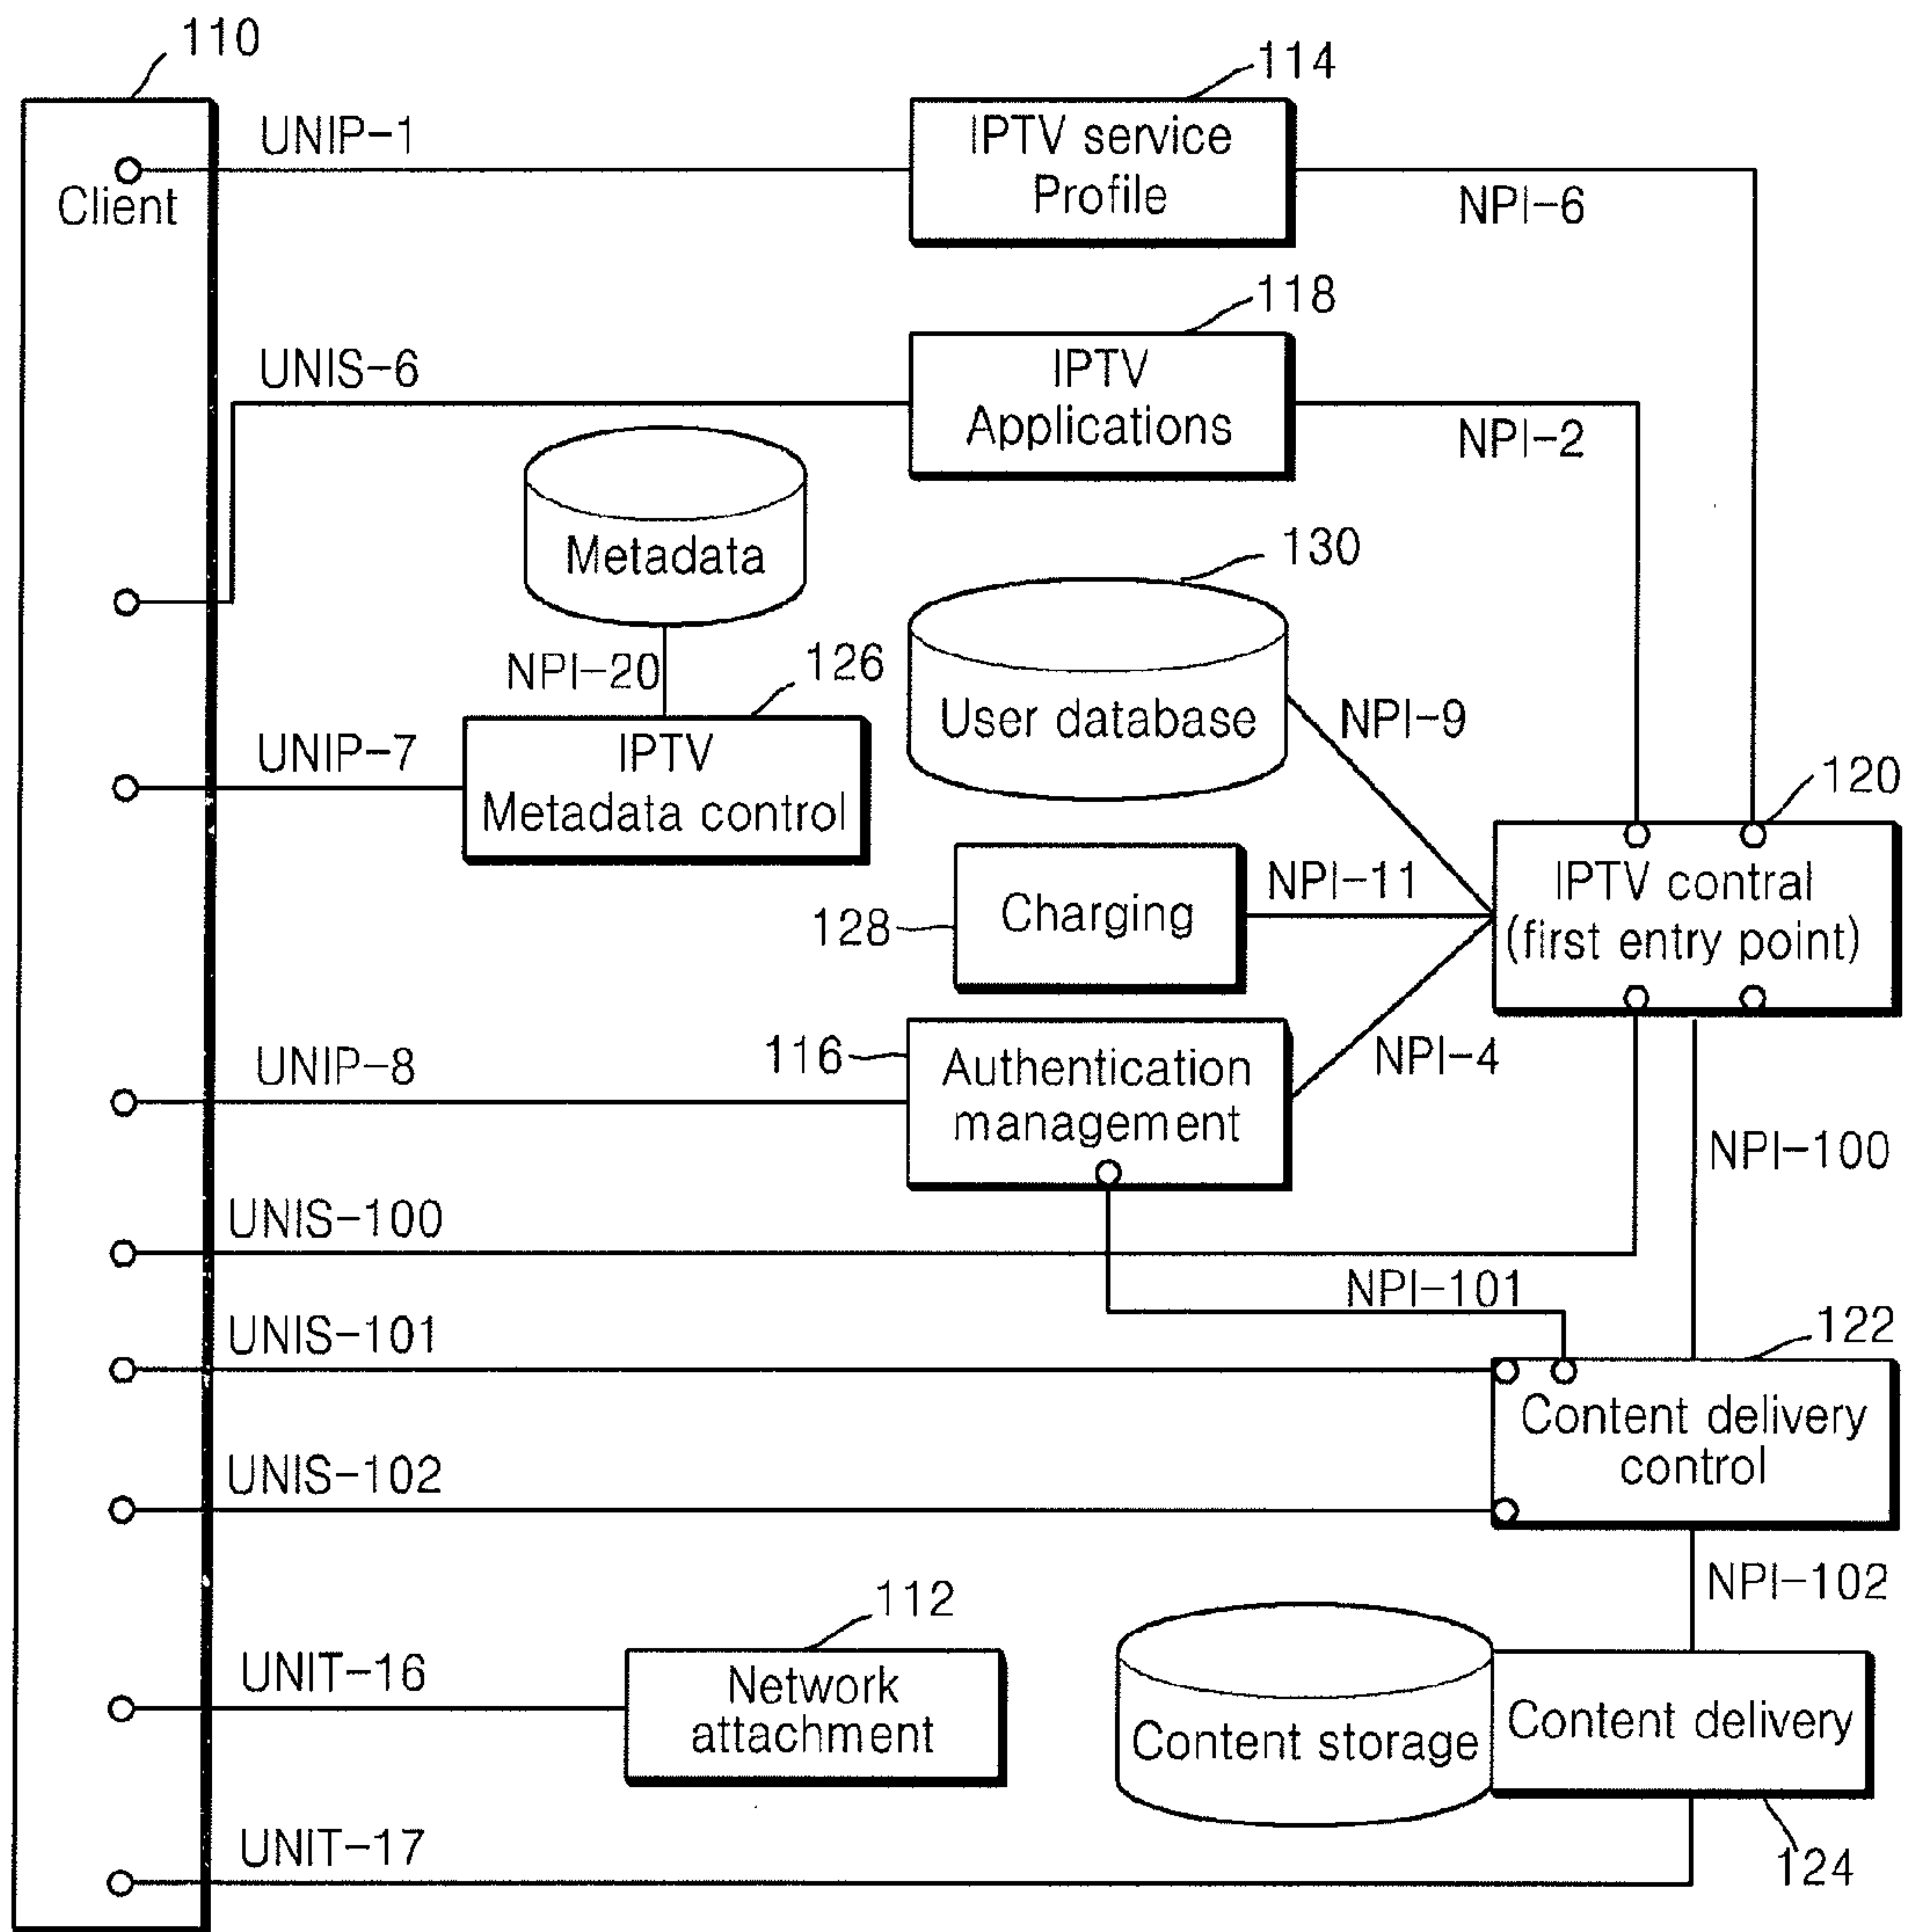 110
114
UNIP-1
IPTV service
Profile
Client
NPI-6
118
UNIS-6
IPTV
Applications
NPI-2
Metadata
130
NPI-20
126
User database
NPI-9
UNIP-7
IPTV
Metadata control
120
IPTV contral
(first entry point)
NPI-11
Charging
128
116
Authentication
management
NPI-4
UNIP-8
NPI-100
UNIS-100
NPI-101
UNIS-101
122
Content delivery
control
UNIS-102
NPI-102
112
UNIT-16
Network
attachment
Content storage
Content delivery
UNIT-17
124